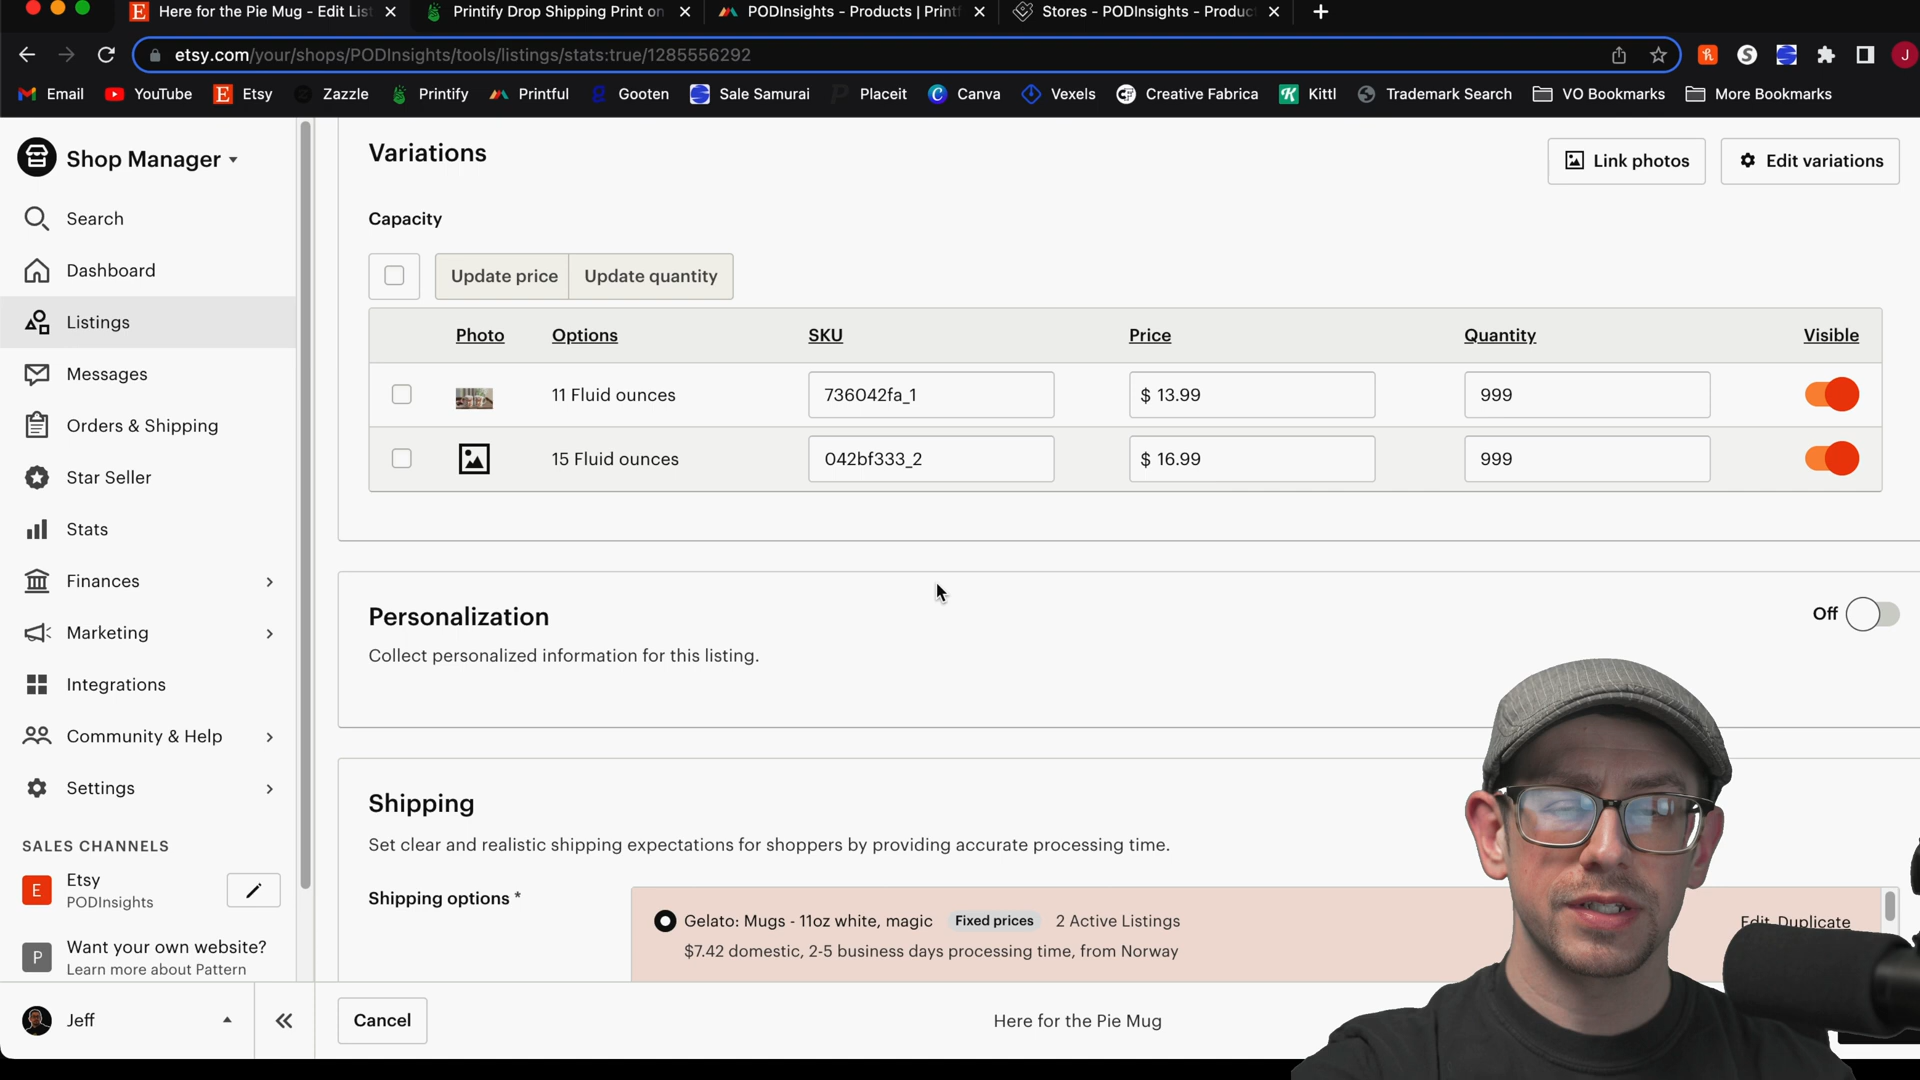 Here for the Pie Mug - Edit List
Printify Drop Shipping Print on
PODInsights - Products | Printf
Stores - PODInsights - Product
etsy.com/your/shops/PODInsights/tools/listings/stats:true/1285556292
J
Email
YouTube
Etsy
Zazzle
Printify
Printful
Gooten
Sale Samurai
Placeit
Canva
Vexels
Creative Fabrica
Kittl
Trademark Search
VO Bookmarks
More Bookmarks
Shop Manager
Search
Dashboard
Listings
Messages
Orders & Shipping
Star Seller
Stats
Finances
Marketing
Integrations
Community & Help
Settings
SALES CHANNELS
E
Etsy
PODInsights
P
Want your own website?
Learn more about Pattern
Jeff
Variations
Link photos
Edit variations
Capacity
Update price
Update quantity
Photo Options SKU Price Quantity Visible
11 Fluid ounces 736042fa_1 $ 13.99 999
15 Fluid ounces 042bf333_2 $ 16.99 999
Personalization
Off
Collect personalized information for this listing.
Shipping
Set clear and realistic shipping expectations for shoppers by providing accurate processing time.
Shipping options *
Gelato: Mugs - 11oz white, magic Fixed prices 2 Active Listings
Edit Duplicate
$7.42 domestic, 2-5 business days processing time, from Norway
Cancel
Here for the Pie Mug